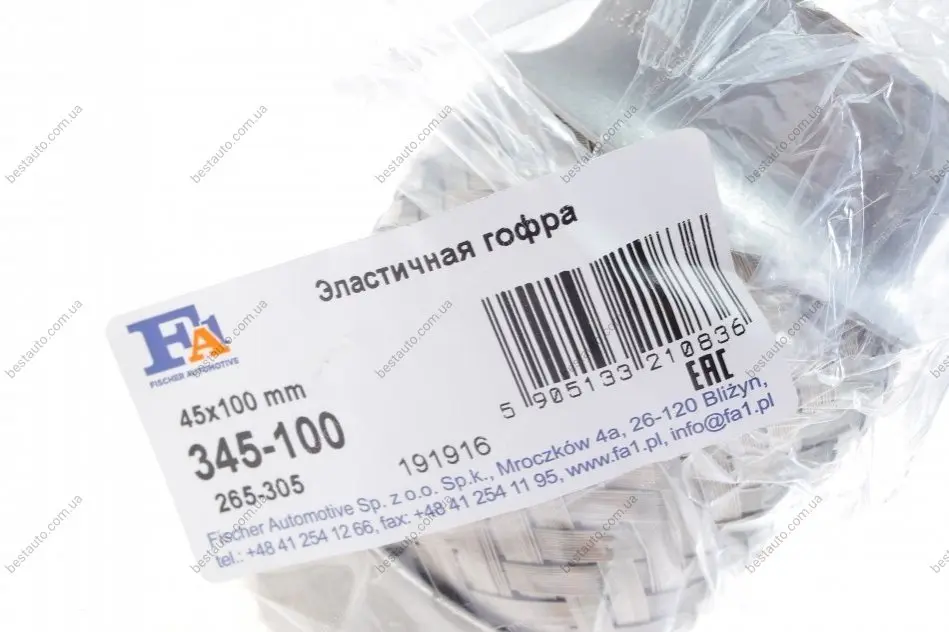 Эластичная гофра
FA1
FISCHER AUTOMOTIVE
45x100 mm
345-100
265-305
191916
5 905133 210836
EAC
Fischer Automotive Sp. z o.o. Sp.k., Mroczków 4a, 26-120 Bliżyn,
tel.: +48 41 254 12 66, fax: +48 41 254 11 95, www.fa1.pl, info@fa1.pl
bestauto.com.ua